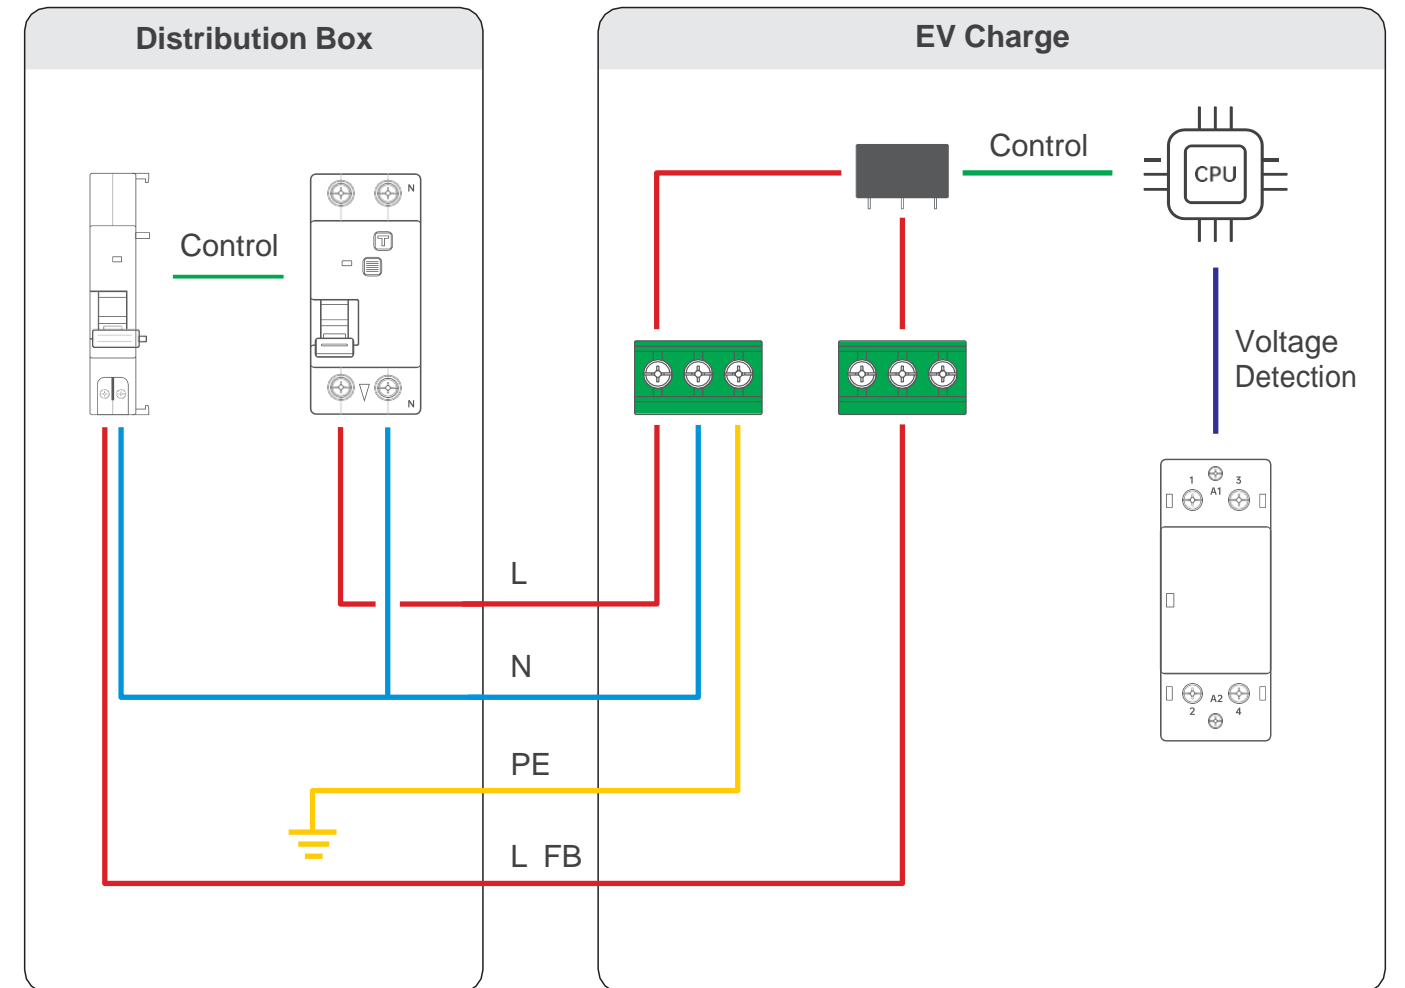 Distribution Box
EV Charge
Control
CPU
N
T
Control
Voltage
Detection
N
1
A1
3
L
N
A2
2
4
PE
L FB